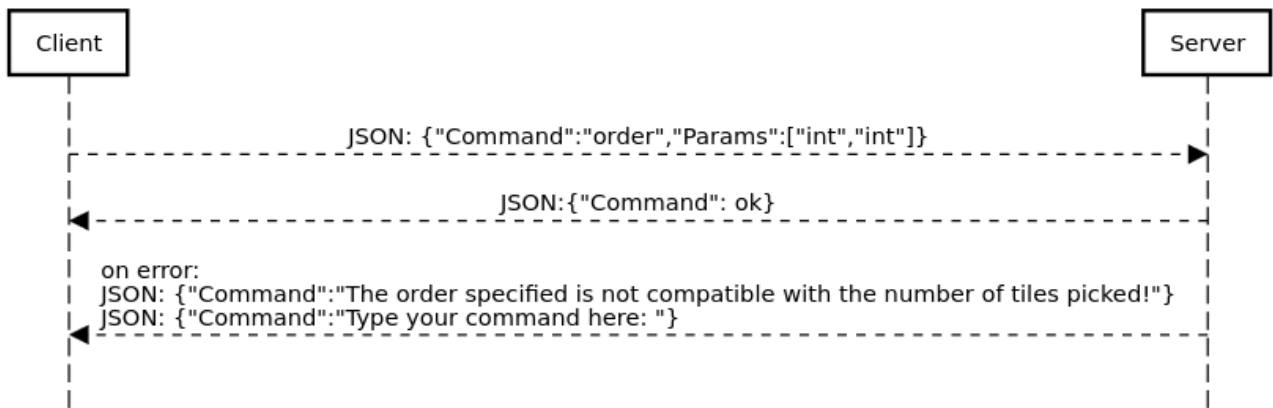 Client
Server
JSON: {"Command":"order","Params":["int","int"]}
JSON:{"Command": ok}
on error:
JSON: {"Command":"The order specified is not compatible with the number of tiles picked!"}
JSON: {"Command":"Type your command here: "}